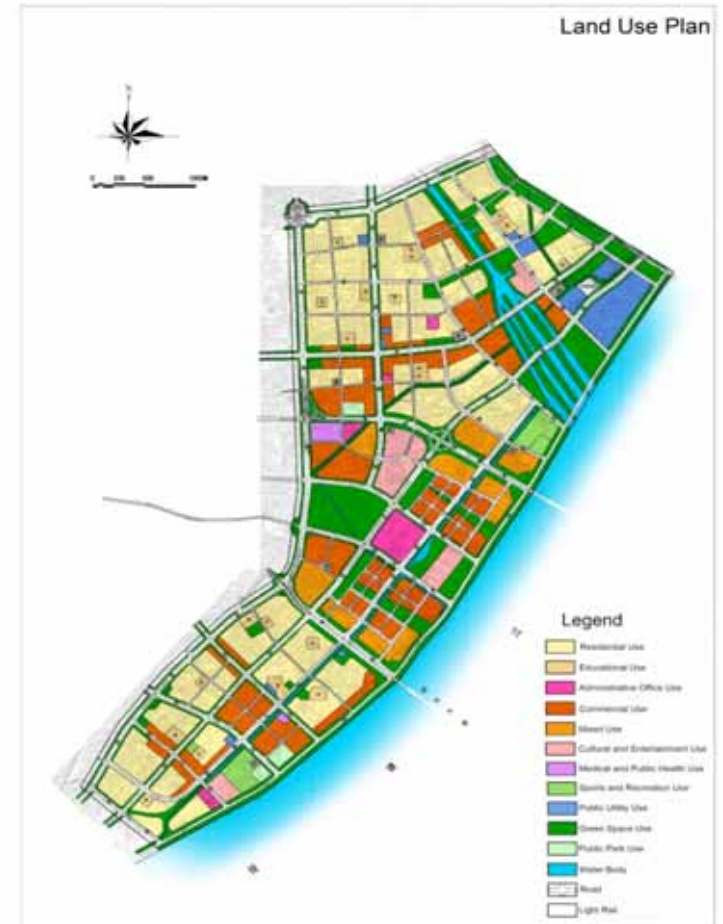 Land Use Plan
Legend
Residential Use
Educational Use
Administrative Office Use
Commercial Use
Mixed Use
Cultural and Entertainment Use
Medical and Public Health Use
Sports and Recreation Use
Public Utility Use
Green Space Use
Public Park Use
Water Body
Road
Light Rail